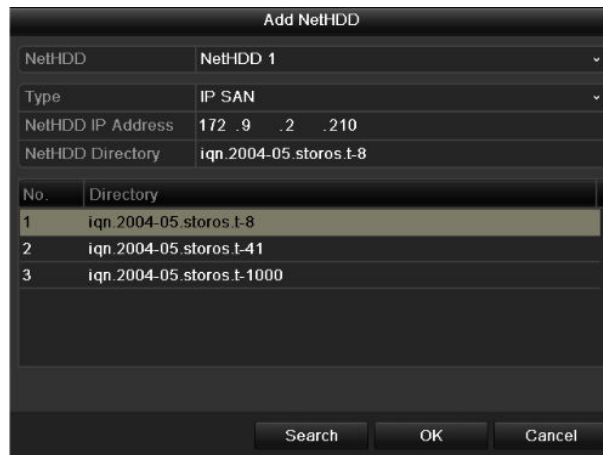 Add NetHDD
NetHDD NetHDD 1
Type IP SAN
NetHDD IP Address 172 .9 .2 .210
NetHDD Directory iqn.2004-05.storos.t-8
No. Directory
1 iqn.2004-05.storos.t-8
2 iqn.2004-05.storos.t-41
3 iqn.2004-05.storos.t-1000
Search OK Cancel